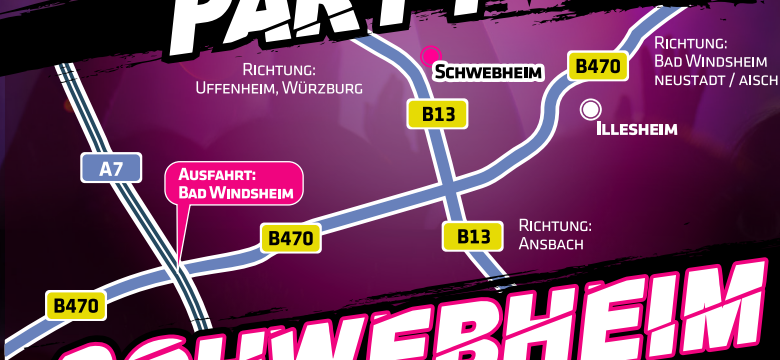 PARTY
RICHTUNG:
UFFENHEIM, WÜRZBURG
SCHWEBHEIM
B470
RICHTUNG:
BAD WINDSHEIM
NEUSTADT / AISCH
B13
ILLESHEIM
A7
AUSFAHRT:
BAD WINDSHEIM
B470
B13
RICHTUNG:
ANSBACH
B470
SCHWEBHEIM